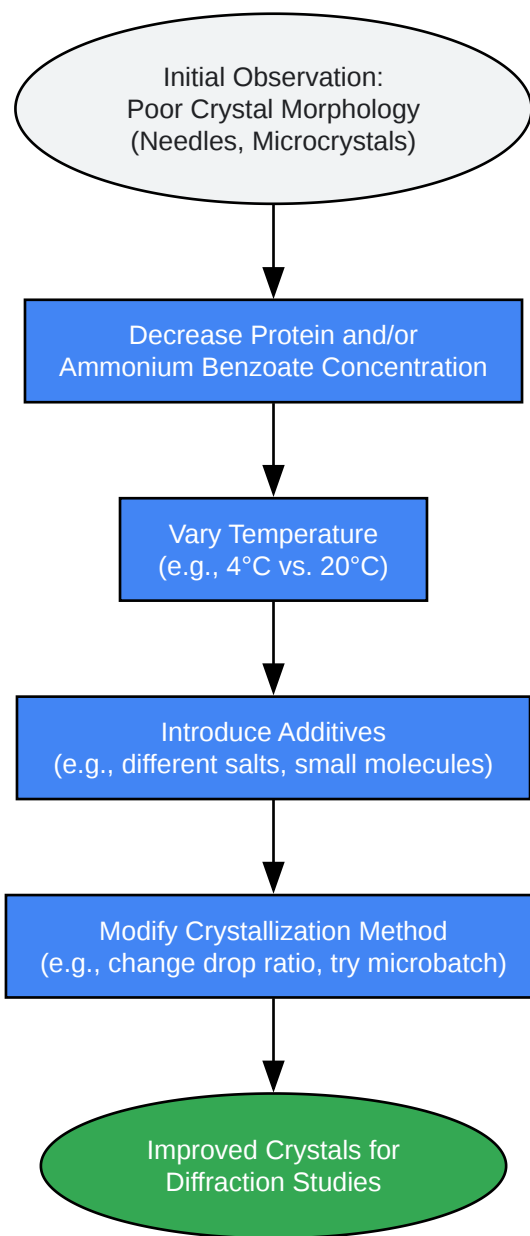 Initial Observation:
Poor Crystal Morphology
(Needles, Microcrystals)
Decrease Protein and/or
Ammonium Benzoate Concentration
Vary Temperature
(e.g., 4°C vs. 20°C)
Introduce Additives
(e.g., different salts, small molecules)
Modify Crystallization Method
(e.g., change drop ratio, try microbatch)
Improved Crystals for
Diffraction Studies